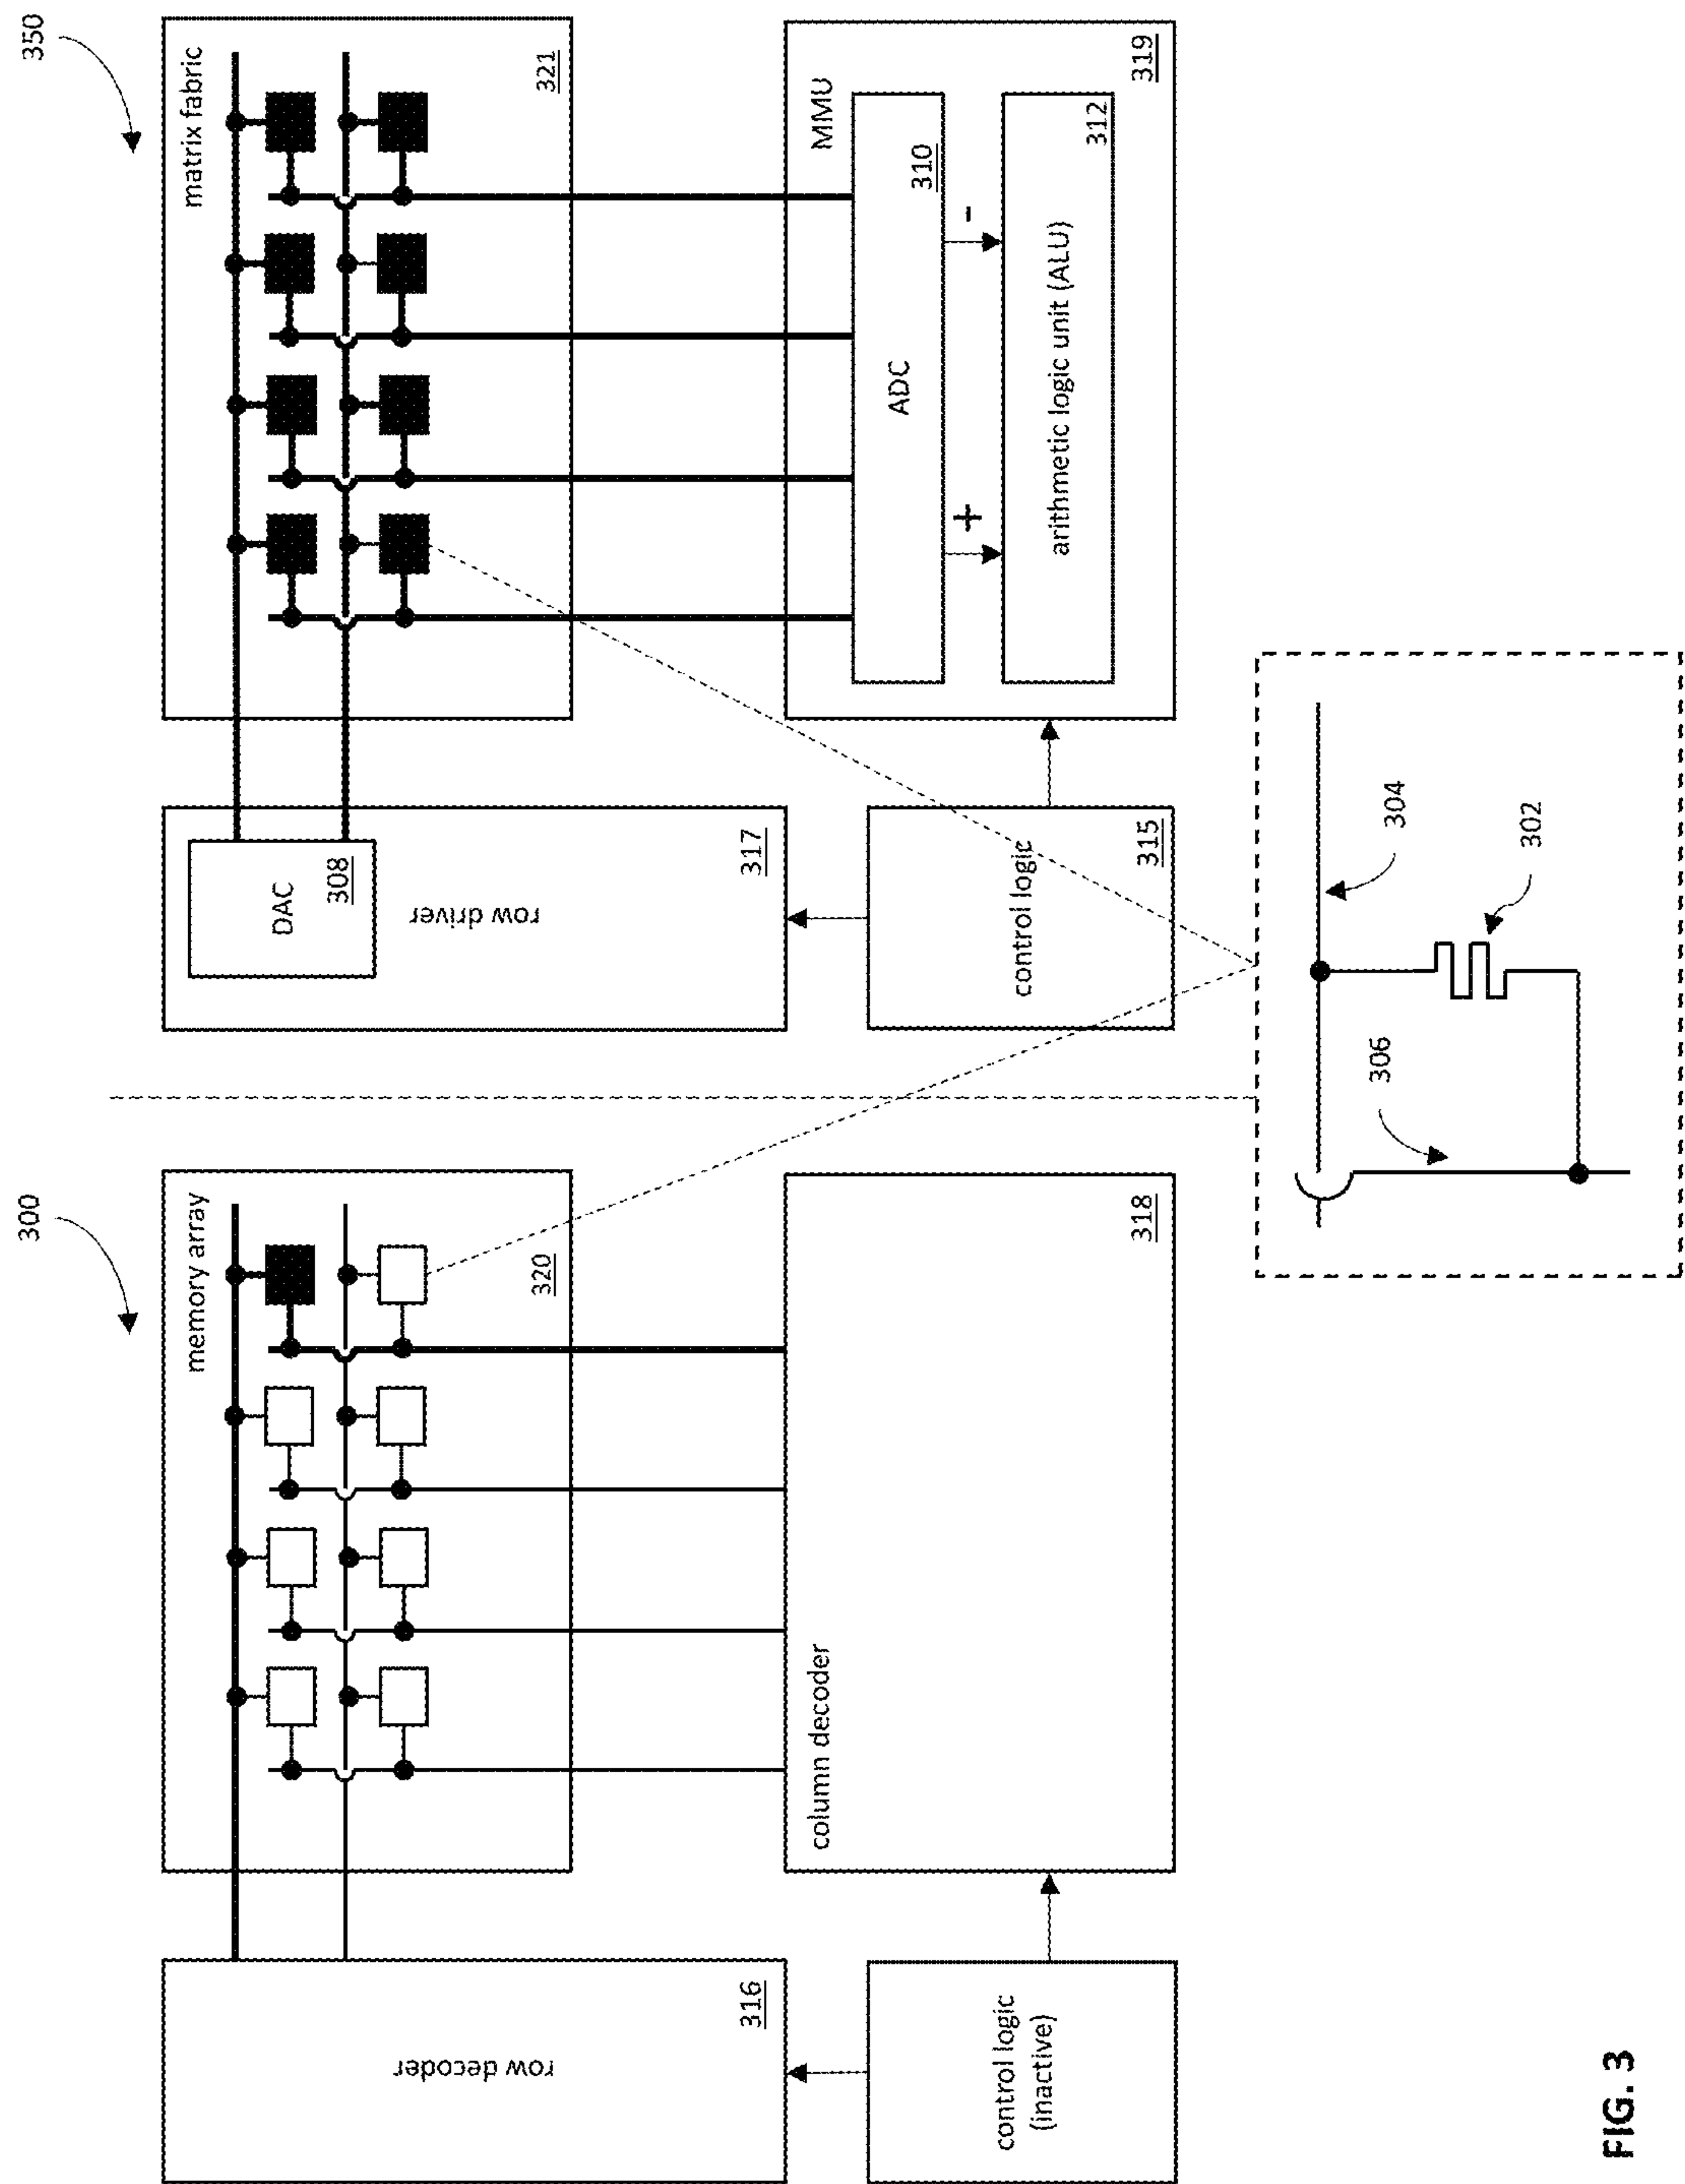 300
350
memory array
320
row decoder
316
column decoder
318
control logic
(inactive)
matrix fabric
321
DAC
308
row driver
317
control logic
315
MMU
319
ADC
310
+
-
arithmetic logic unit (ALU)
312
304
302
306
FIG. 3